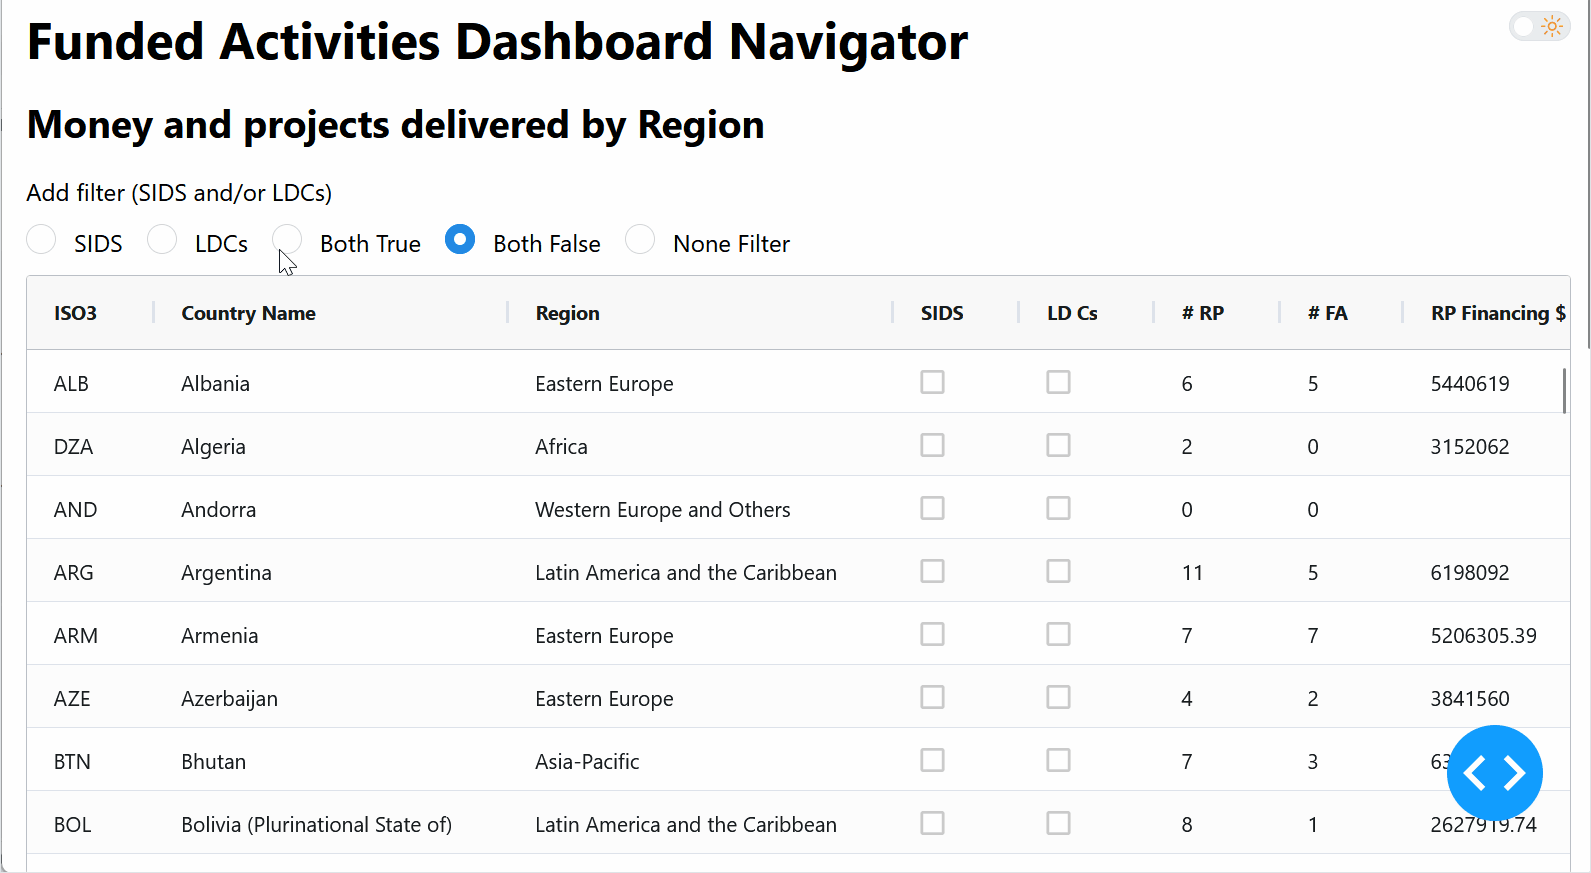 Funded Activities Dashboard Navigator
Money and projects delivered by Region
Add filter (SIDS and/or LDCs)
SIDS LDCs Both True Both False None Filter
ISO3 Country Name Region SIDS LD Cs # RP # FA RP Financing $
ALB Albania Eastern Europe 6 5 5440619
DZA Algeria Africa 2 0 3152062
AND Andorra Western Europe and Others 0 0
ARG Argentina Latin America and the Caribbean 11 5 6198092
ARM Armenia Eastern Europe 7 7 5206305.39
AZE Azerbaijan Eastern Europe 4 2 3841560
BTN Bhutan Asia-Pacific 7 3
BOL Bolivia (Plurinational State of) Latin America and the Caribbean 8 1 2627919.74